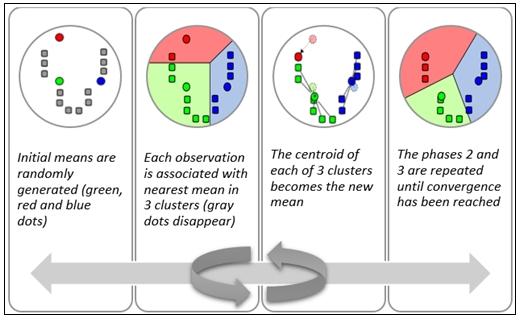 Initial means are
randomly
generated (green,
red and blue
dots)
Each observation
is associated with
nearest mean in
3 clusters (gray
dots disappear)
The centroid of
each of 3 clusters
becomes the new
mean
The phases 2 and
3 are repeated
until convergence
has been reached